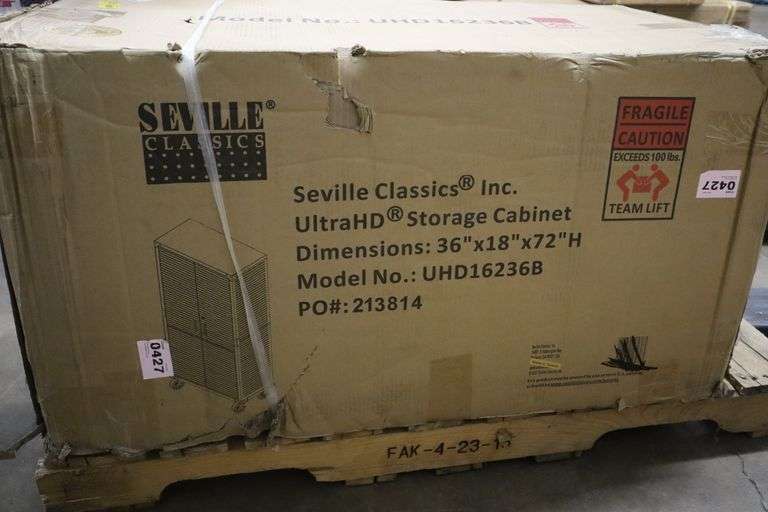 Model No.: UHD16236B
SEVILLE®
CLASSICS
Seville Classics® Inc.
UltraHD® Storage Cabinet
Dimensions: 36"x18"x72"H
Model No.: UHD16236B
PO#: 213814
FRAGILE
CAUTION
EXCEEDS 100 lbs.
TEAM LIFT
0427
0427
FAK-4-23-13